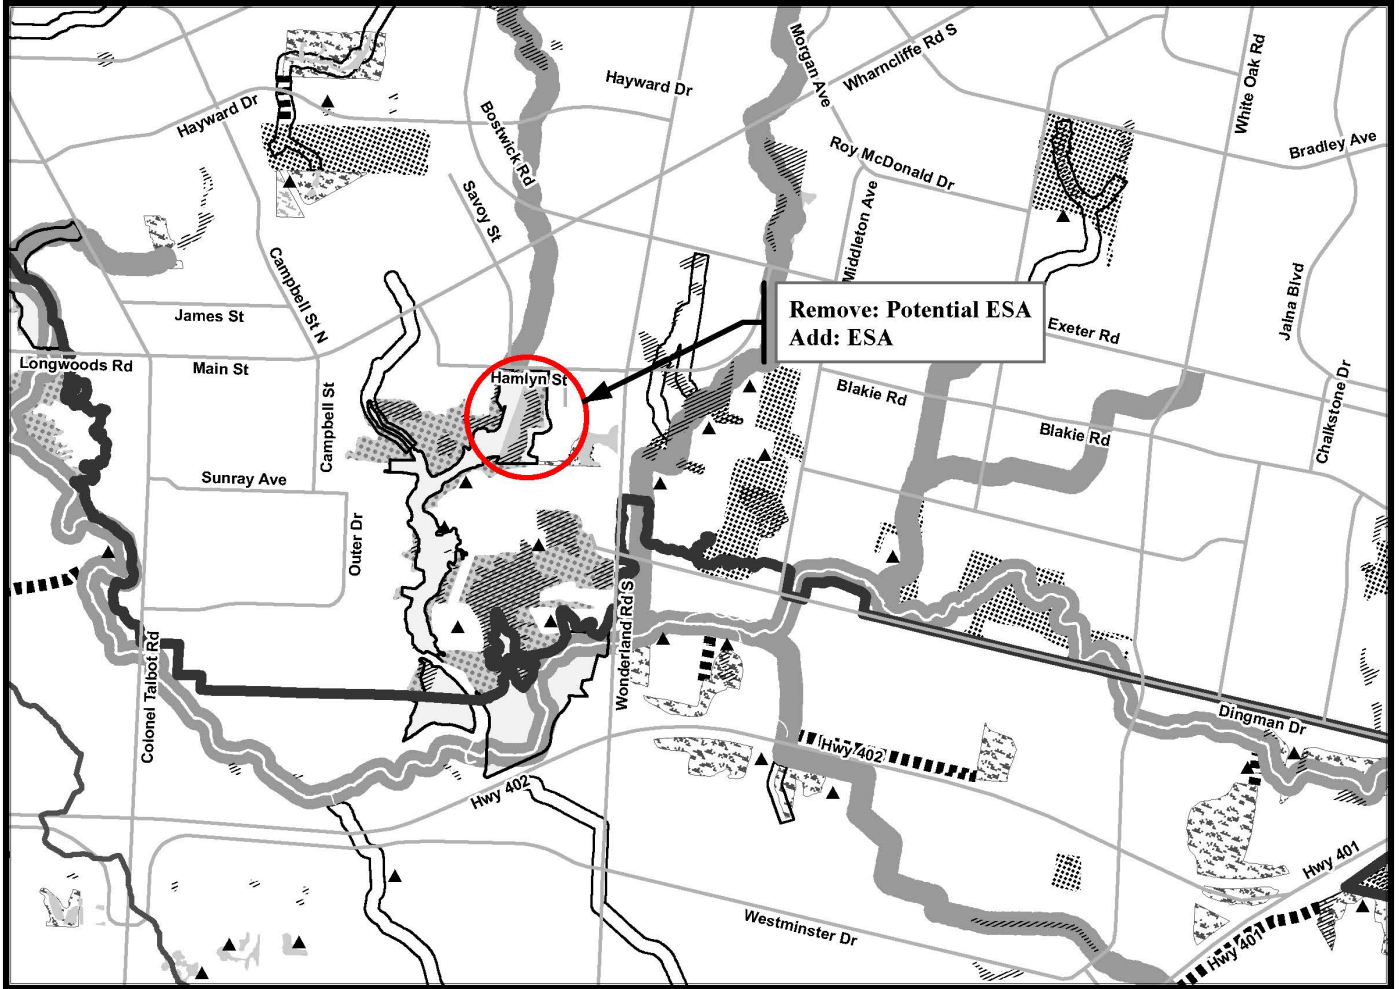 Morgan Ave
Wharncliffe Rd S
White Oak Rd
Hayward Dr
Hayward Dr
Bostwick Rd
Bradley Ave
Roy McDonald Dr
Savoy St
Middleton Ave
Campbell St N
Jalna Blvd
James St
Remove: Potential ESA
Add: ESA
Exeter Rd
Longwoods Rd
Main St
Hamlyn St
Blakie Rd
Chalkstone Dr
Campbell St
Blakie Rd
Sunray Ave
Outer Dr
Wonderland Rd S
Colonel Talbot Rd
Dingman Dr
Hwy 402
Hwy 402
Hwy 401
Westminster Dr
Hwy 401